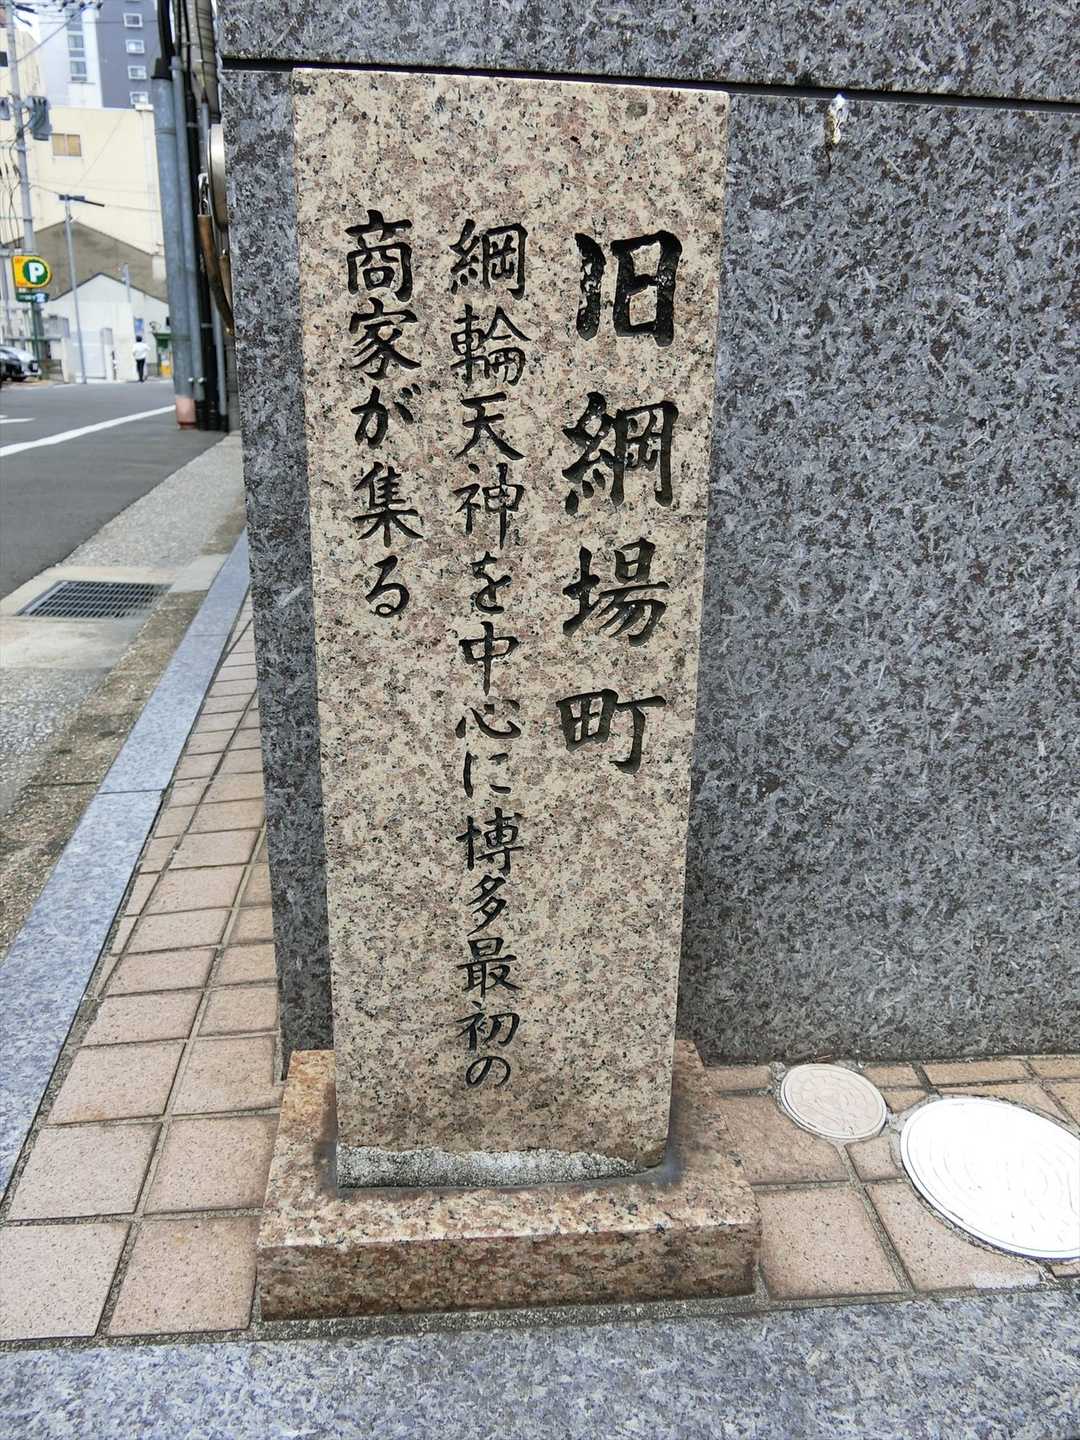 旧綱場町
綱輪天神を中心に博多最初の
商家が集る
P